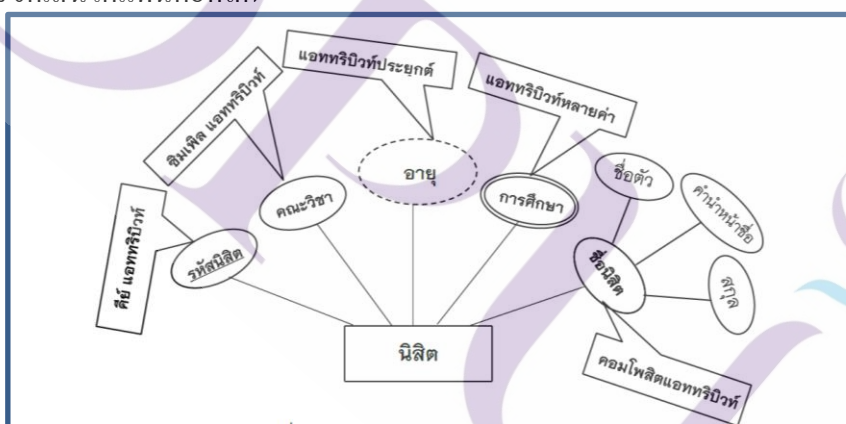 แอททริบิวท์ประยุกต์
แอททริบิวท์หลายค่า
ซิมเพิล แอททริบิวท์
คีย์ แอททริบิวท์
อายุ
การศึกษา
ชื่อตัว
คำนำหน้าชื่อ
คณะวิชา
รหัสนิสิต
ชื่อนิสิต
สกุล
นิสิต
คอมโพสิตแอททริบิวท์